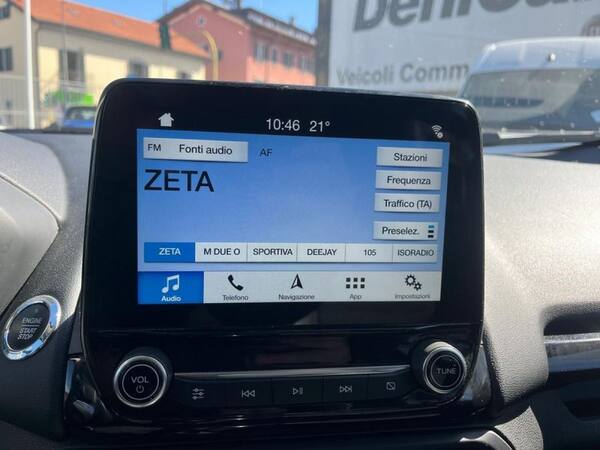 Veicoli Comm
10:46 21°
FM Fonti audio AF
Stazioni
ZETA
Frequenza
Traffico (TA)
Preselez.
ZETA M DUE O SPORTIVA DEEJAY 105 ISORADIO
Audio Telefono Navigazione App Impostazioni
ENGINE
START
STOP
VOL
TUNE